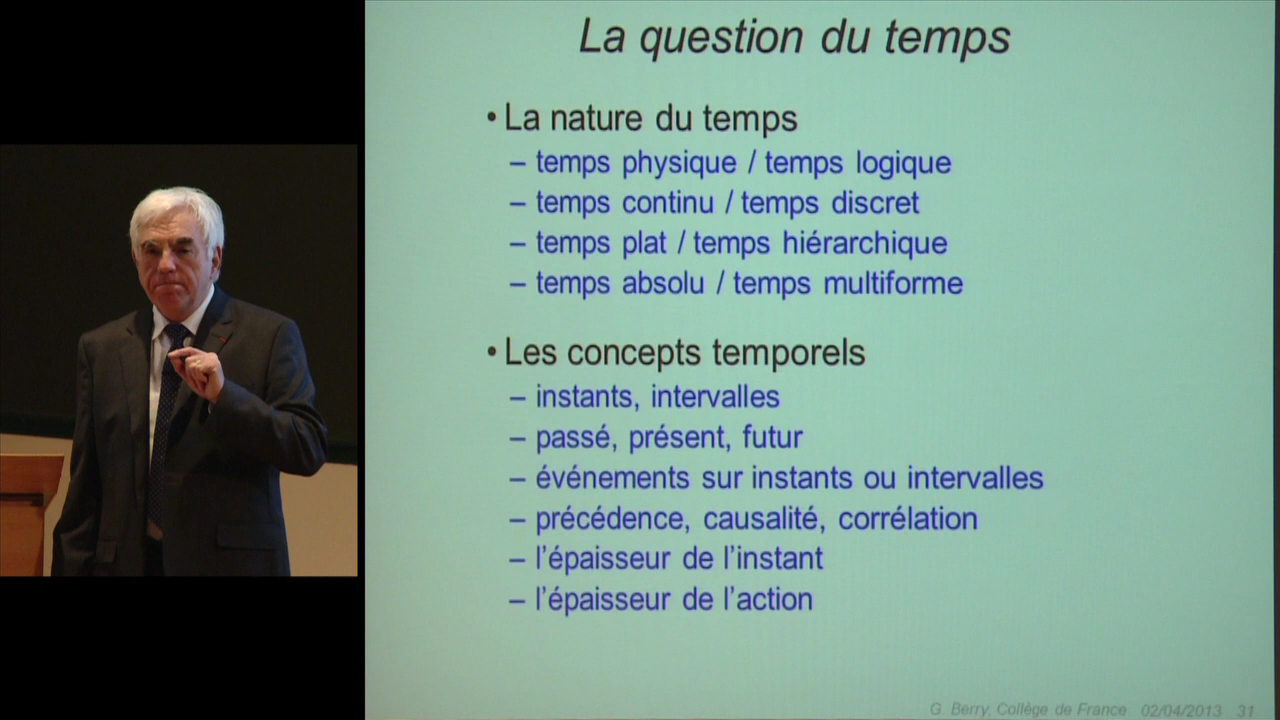 La question du temps
• La nature du temps
– temps physique / temps logique
– temps continu / temps discret
– temps plat / temps hiérarchique
– temps absolu / temps multiforme
• Les concepts temporels
– instants, intervalles
– passé, présent, futur
– événements sur instants ou intervalles
– précédence, causalité, corrélation
– l’épaisseur de l’instant
– l’épaisseur de l’action
G. Berry, Collège de France 02/04/2013 31